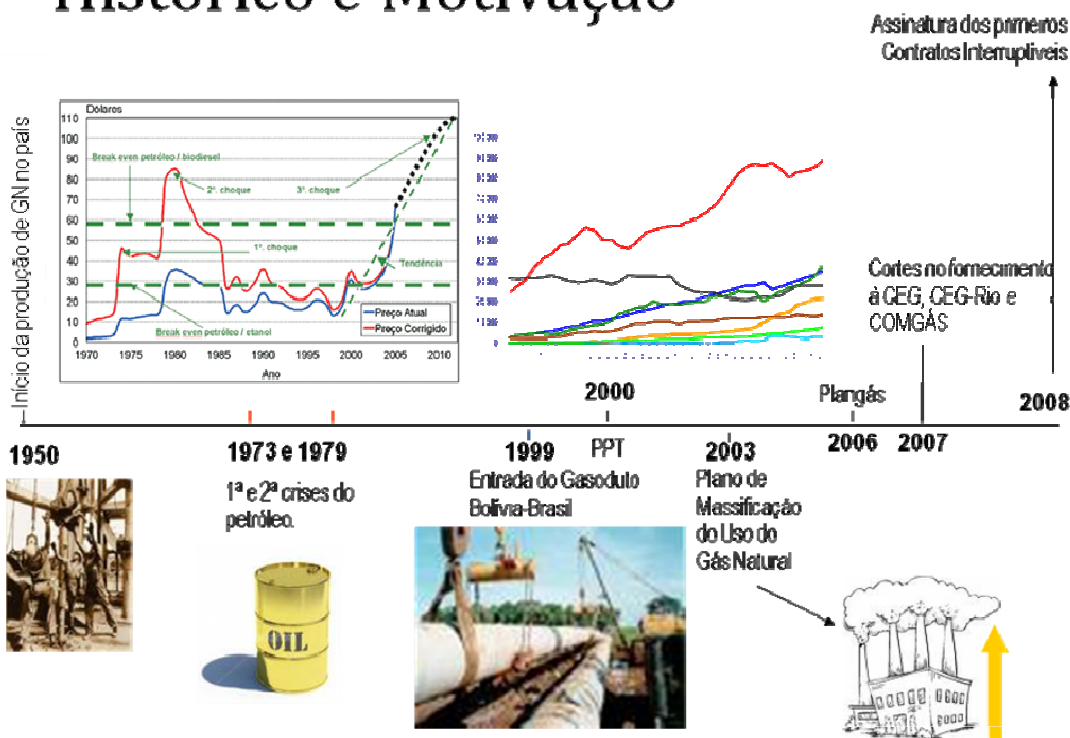 Histórico e Motivação
Assinatura dos primeiros
Contratos Interruptíveis
Início da produção de GN no país
Dólares
110
100
90
80
70
60
50
40
30
20
10
0
Break even petróleo / biodiesel
2º. choque
3º. choque
1º. choque
Tendência
Break even petróleo / etanol
Preço Atual
Preço Corrigido
1970 1975 1980 1985 1990 1995 2000 2005 2010
Ano
Cortes no fornecimento
à CEG, CEG-Rio e
COMGÁS
2000
Plangás
2008
1950
1973 e 1979
1999
PPT
2003
2006
2007
1ª e 2ª crises do
petróleo.
Entrada do Gasoduto
Bolívia-Brasil
Plano de
Massificação
do Uso do
Gás Natural
OIL